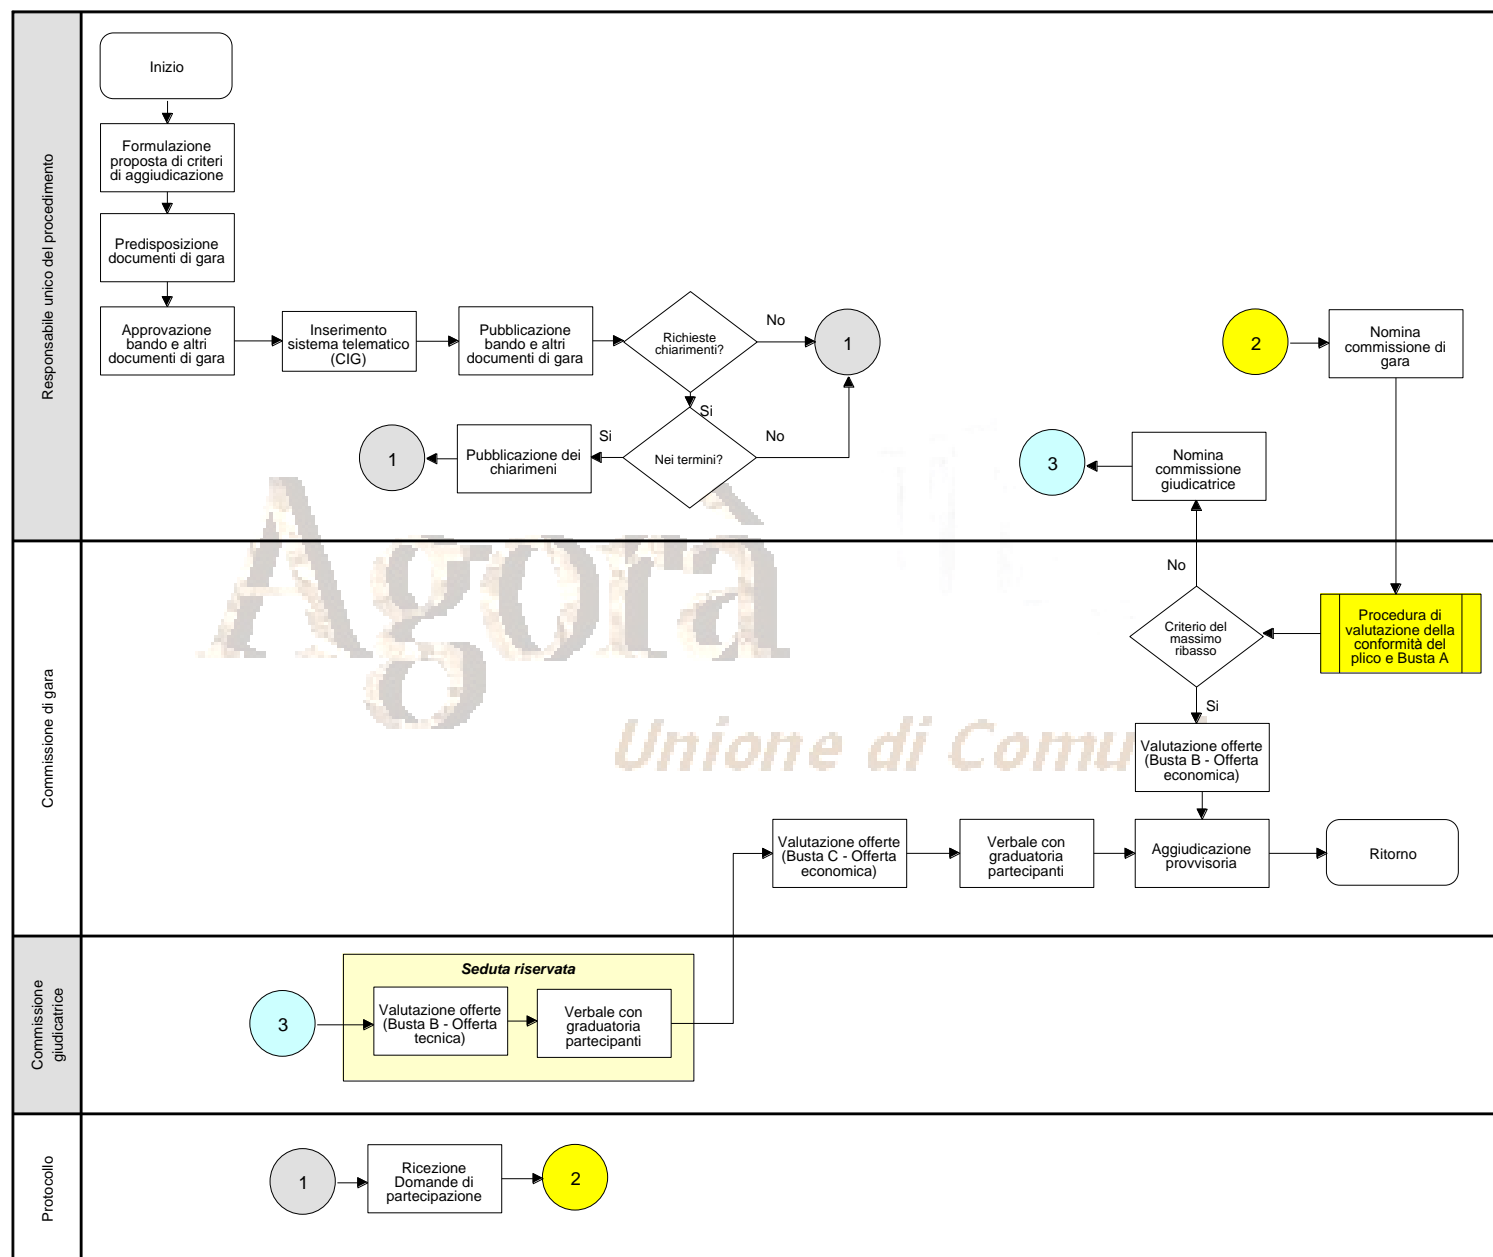 Responsabile unico del procedimento
Inizio
Formulazione
proposta di criteri
di aggiudicazione
Predisposizione
documenti di gara
Approvazione
bando e altri
documenti di gara
Inserimento
sistema telematico
(CIG)
Pubblicazione
bando e altri
documenti di gara
Richieste
chiarimenti?
No
1
Si
Nei termini?
No
Si
Pubblicazione dei
chiarimeni
1
2
Nomina
commissione di
gara
Nomina
commissione
giudicatrice
3
Commissione di gara
No
Criterio del
massimo
ribasso
Procedura di
valutazione della
conformità del
plico e Busta A
Si
Agorà
Unione di Comu
Valutazione offerte
(Busta B - Offerta
economica)
Valutazione offerte
(Busta C - Offerta
economica)
Verbale con
graduatoria
partecipanti
Aggiudicazione
provvisoria
Ritorno
Commissione
giudicatrice
Seduta riservata
3
Valutazione offerte
(Busta B - Offerta
tecnica)
Verbale con
graduatoria
partecipanti
Protocollo
1
Ricezione
Domande di
partecipazione
2